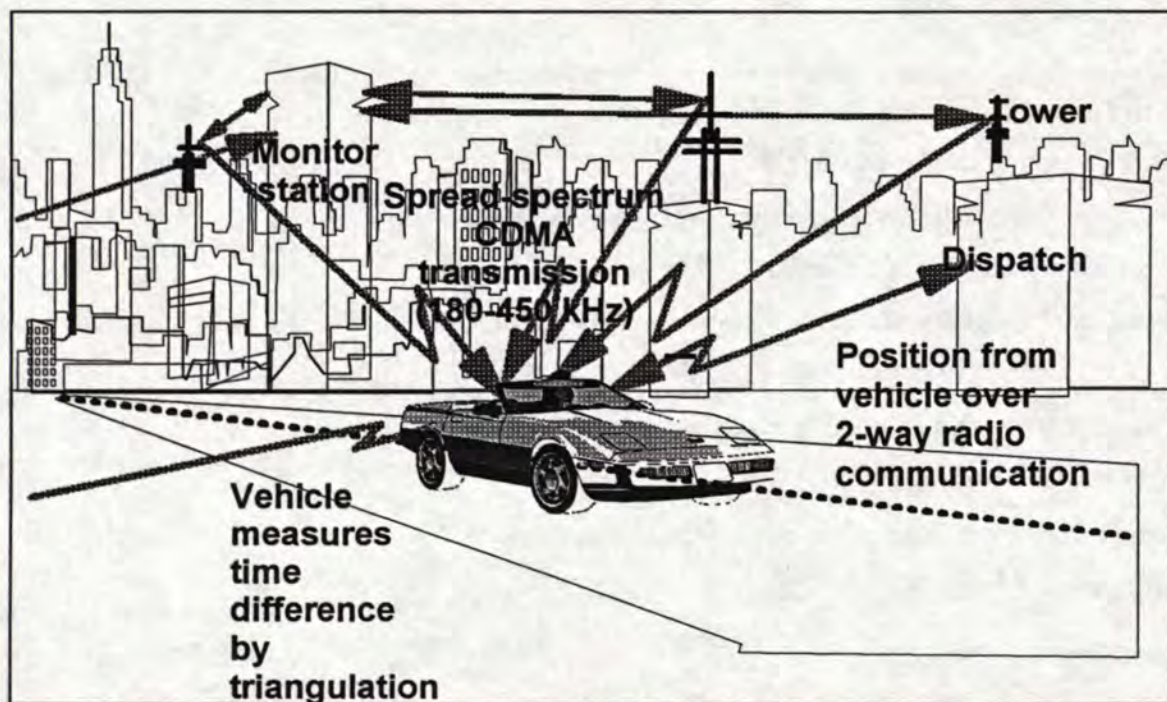 Tower
Monitor
station
Spread-spectrum
CDMA
transmission
(180-450 kHz)
Dispatch
Position from
vehicle over
2-way radio
communication
Vehicle
measures
time
difference
by
triangulation